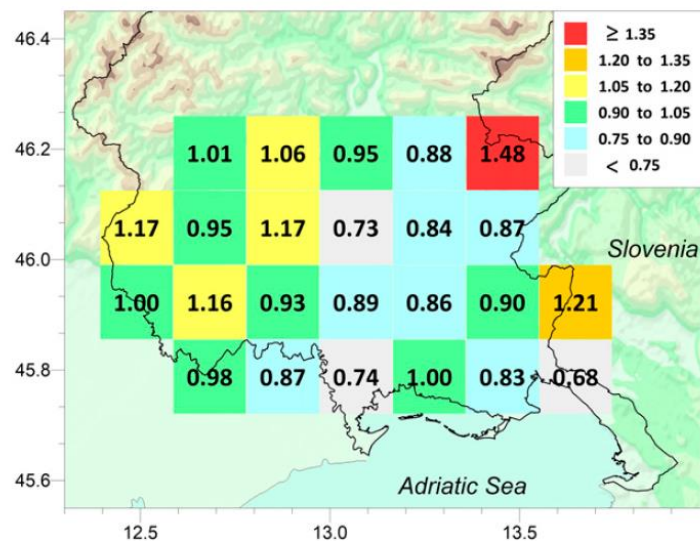 46.4
46.2
46.0
45.8
45.6
≥ 1.35
1.20 to 1.35
1.05 to 1.20
0.90 to 1.05
0.75 to 0.90
< 0.75
1.01 1.06 0.95 0.88 1.48
1.17 0.95 1.17 0.73 0.84 0.87
Slovenia
1.00 1.16 0.93 0.89 0.86 0.90 1.21
0.98 0.87 0.74 1.00 0.83 0.68
Adriatic Sea
12.5 13.0 13.5